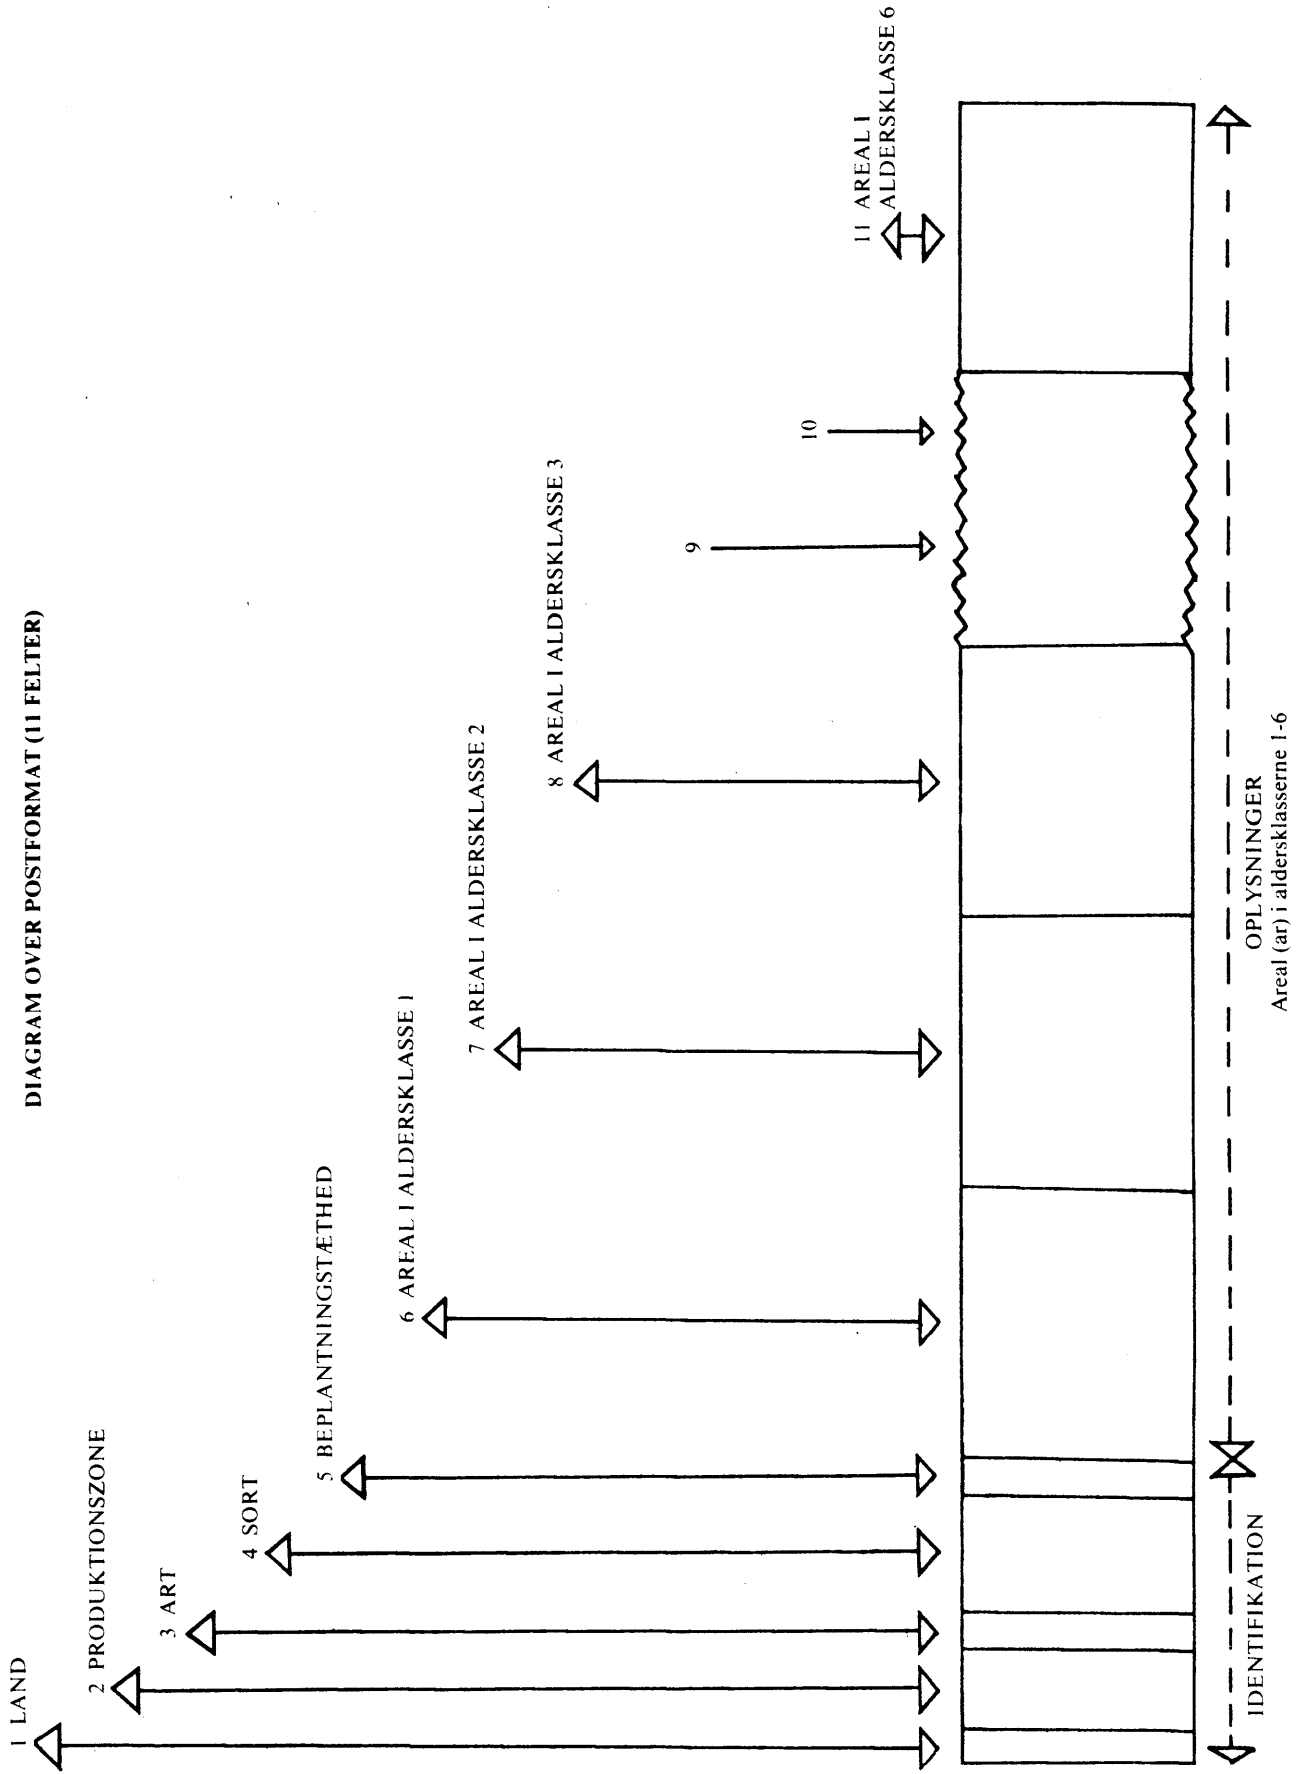 DIAGRAM OVER POSTFORMAT (11 FELTER)
1 LAND
2 PRODUKTIONSZONE
3 ART
4 SORT
5 BEPLANTNINGSTÆTHED
6 AREAL I ALDERSKLASSE 1
7 AREAL I ALDERSKLASSE 2
8 AREAL I ALDERSKLASSE 3
9
10
11 AREAL I
ALDERSKLASSE 6
IDENTIFIKATION
OPLYSNINGER
Areal (ar) i aldersklasserne 1-6